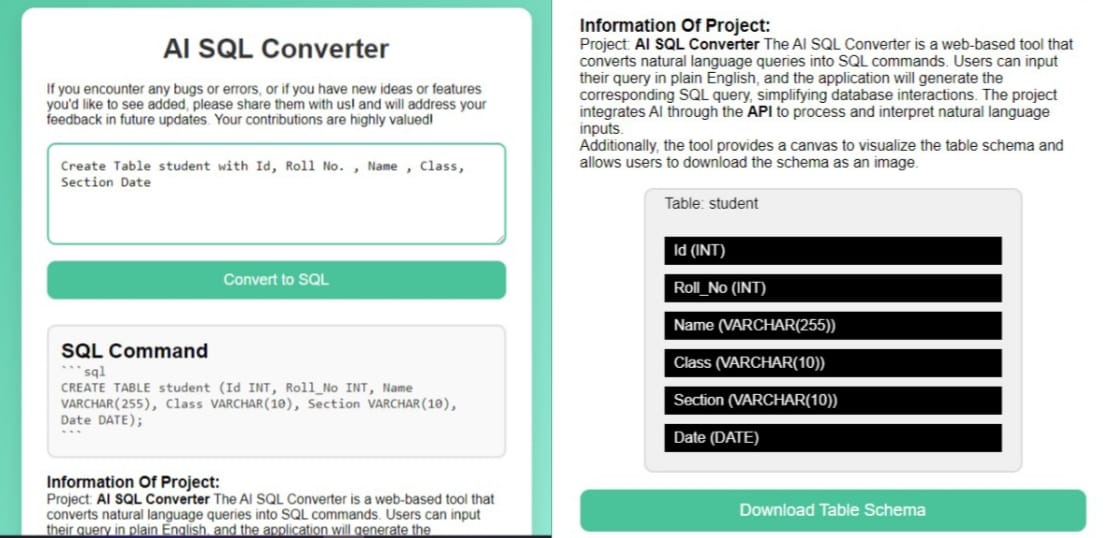 AI SQL Converter
If you encounter any bugs or errors, or if you have new ideas or features
you'd like to see added, please share them with us! and will address your
feedback in future updates. Your contributions are highly valued!
Create Table student with Id, Roll No. , Name , Class,
Section Date
Convert to SQL
SQL Command
```sql
CREATE TABLE student (Id INT, Roll_No INT, Name
VARCHAR(255), Class VARCHAR(10), Section VARCHAR(10),
Date DATE);
```
Information Of Project:
Project: AI SQL Converter The AI SQL Converter is a web-based tool that
converts natural language queries into SQL commands. Users can input
their query in plain English, and the application will generate the
Information Of Project:
Project: AI SQL Converter The AI SQL Converter is a web-based tool that
converts natural language queries into SQL commands. Users can input
their query in plain English, and the application will generate the
corresponding SQL query, simplifying database interactions. The project
integrates AI through the API to process and interpret natural language
inputs.
Additionally, the tool provides a canvas to visualize the table schema and
allows users to download the schema as an image.
Table: student
Id (INT)
Roll_No (INT)
Name (VARCHAR(255))
Class (VARCHAR(10))
Section (VARCHAR(10))
Date (DATE)
Download Table Schema